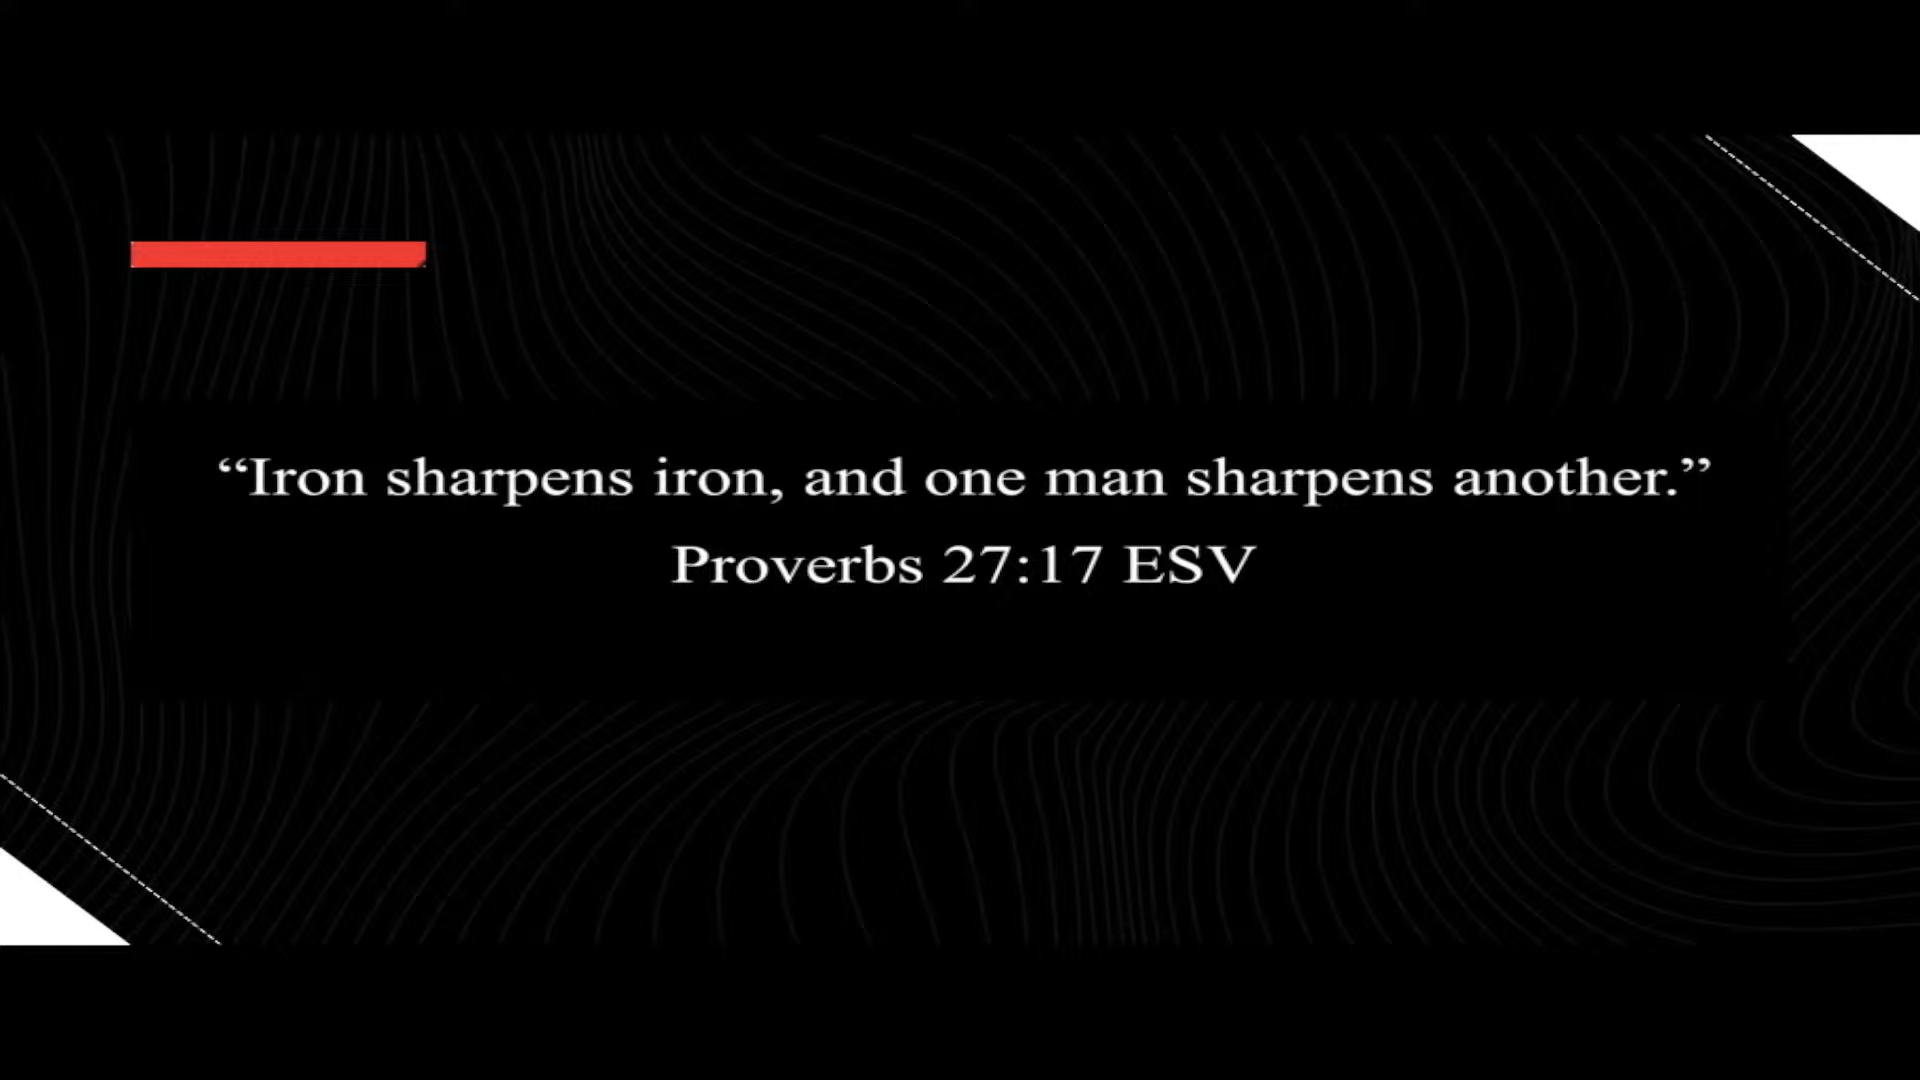 “Iron sharpens iron, and one man sharpens another.”
Proverbs 27:17 ESV